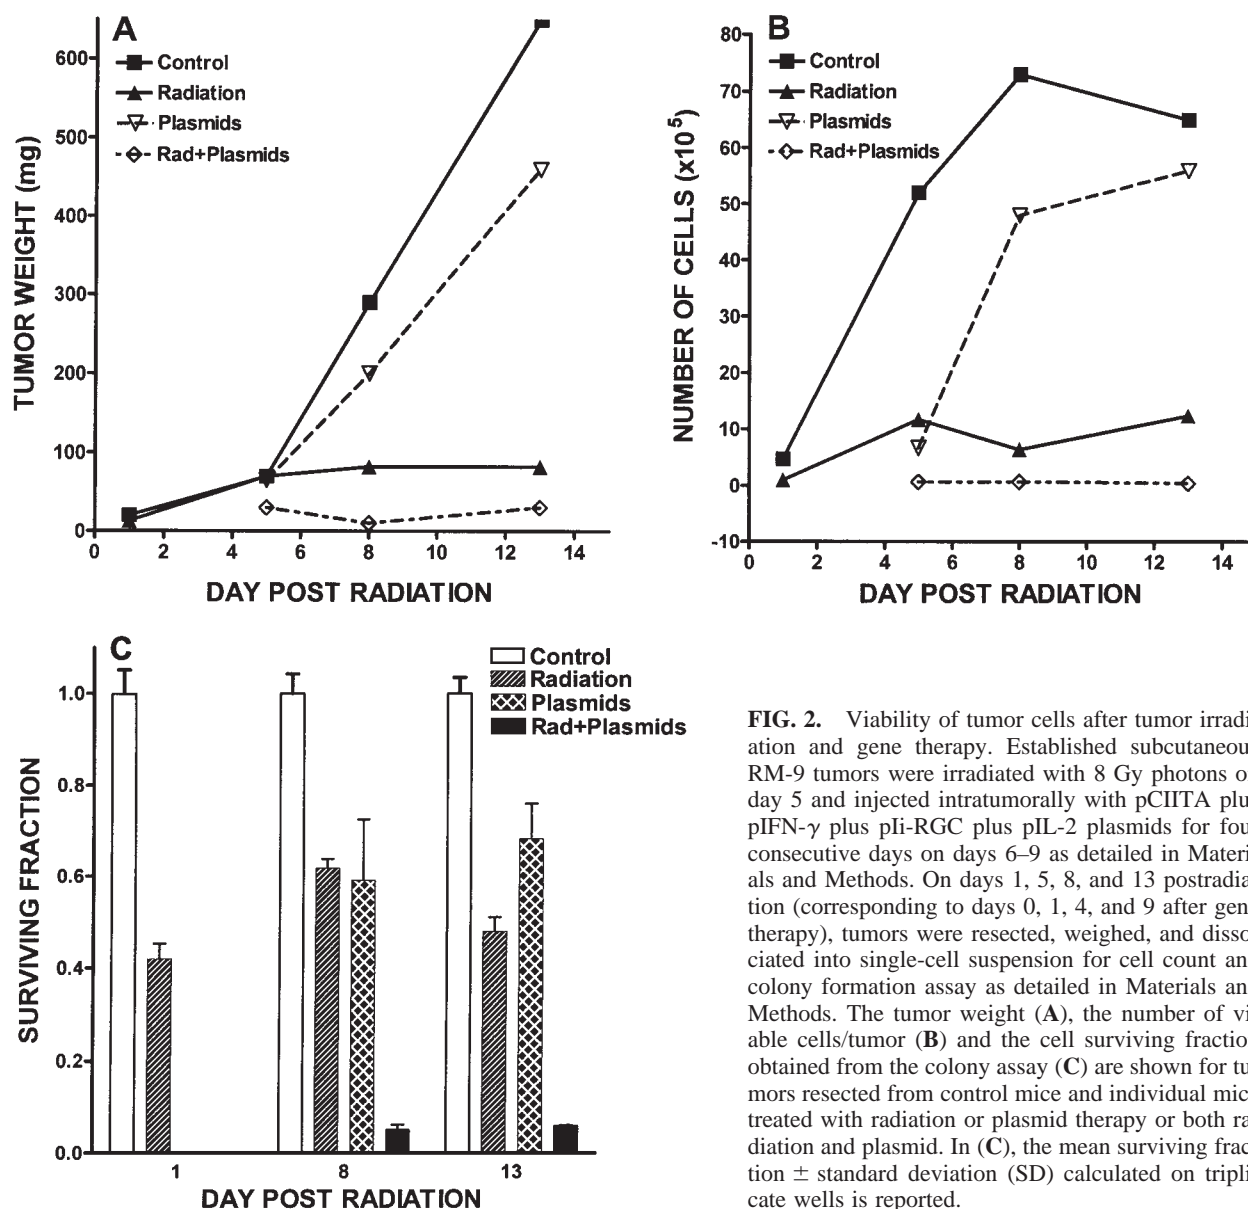 A
Control
Radiation
Plasmids
Rad+Plasmids
TUMOR WEIGHT (mg)
600
500
400
300
200
100
0
0 2 4 6 8 10 12 14
DAY POST RADIATION
B
Control
Radiation
Plasmids
Rad+Plasmids
NUMBER OF CELLS (x10⁵)
80
70
60
50
40
30
20
10
0
-10
0 2 4 6 8 10 12 14
DAY POST RADIATION
C
Control
Radiation
Plasmids
Rad+Plasmids
SURVIVING FRACTION
1.0
0.8
0.6
0.4
0.2
0.0
1 8 13
DAY POST RADIATION
FIG. 2. Viability of tumor cells after tumor irradi
ation and gene therapy. Established subcutaneou
RM-9 tumors were irradiated with 8 Gy photons o
day 5 and injected intratumorally with pCIITA plu
pIFN-γ plus pIi-RGC plus pIL-2 plasmids for fou
consecutive days on days 6–9 as detailed in Materi
als and Methods. On days 1, 5, 8, and 13 postradia
tion (corresponding to days 0, 1, 4, and 9 after gen
therapy), tumors were resected, weighed, and disso
ciated into single-cell suspension for cell count an
colony formation assay as detailed in Materials an
Methods. The tumor weight (A), the number of vi
able cells/tumor (B) and the cell surviving fractio
obtained from the colony assay (C) are shown for tu
mors resected from control mice and individual mic
treated with radiation or plasmid therapy or both ra
diation and plasmid. In (C), the mean surviving frac
tion ± standard deviation (SD) calculated on tripli
cate wells is reported.